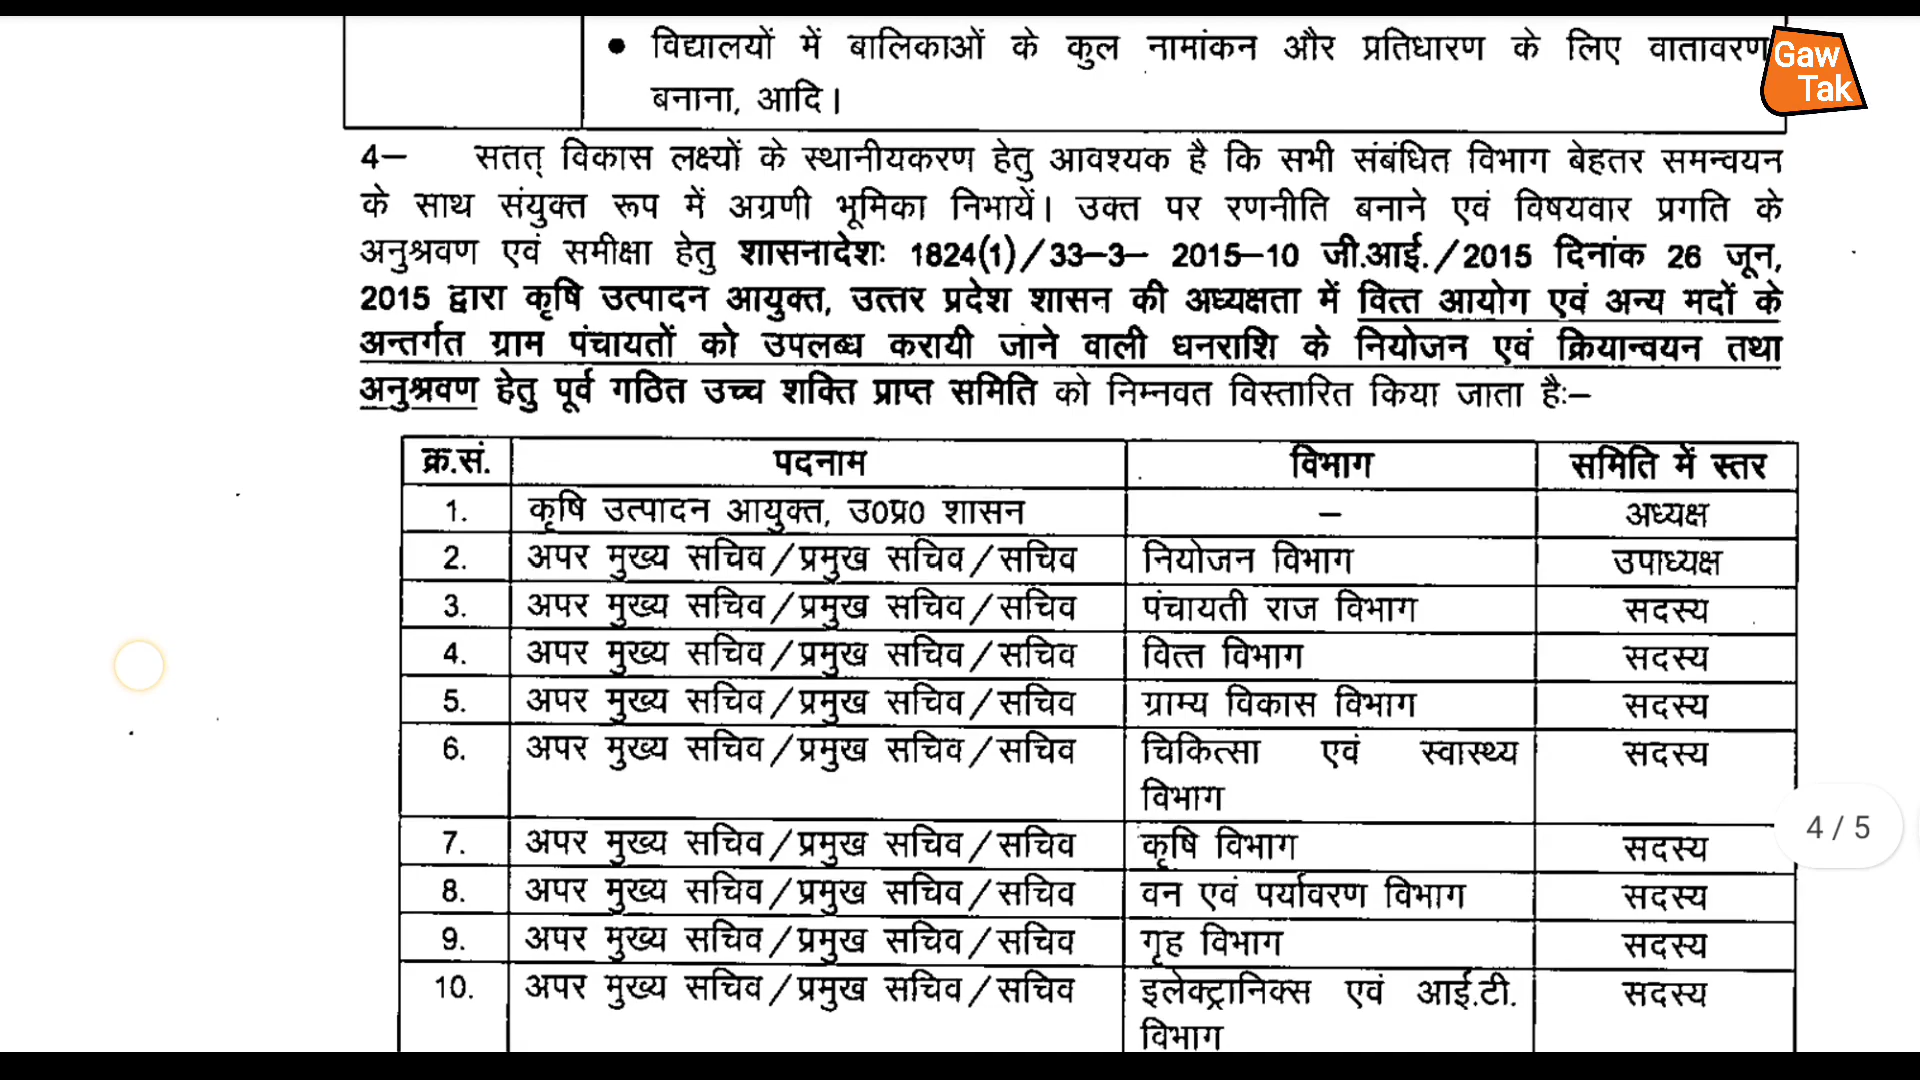 • विद्यालयों में बालिकाओं के कुल नामांकन और प्रतिधारण के लिए वातावरण
बनाना, आदि।
Gaw
Tak
4– सतत् विकास लक्ष्यों के स्थानीयकरण हेतु आवश्यक है कि सभी संबंधित विभाग बेहतर समन्वयन
के साथ संयुक्त रूप में अग्रणी भूमिका निभायें। उक्त पर रणनीति बनाने एवं विषयवार प्रगति के
अनुश्रवण एवं समीक्षा हेतु शासनादेशः 1824(1)/33–3– 2015–10 जी.आई./2015 दिनांक 26 जून,
2015 द्वारा कृषि उत्पादन आयुक्त, उत्तर प्रदेश शासन की अध्यक्षता में वित्त आयोग एवं अन्य मदों के
अन्तर्गत ग्राम पंचायतों को उपलब्ध करायी जाने वाली धनराशि के नियोजन एवं क्रियान्वयन तथा
अनुश्रवण हेतु पूर्व गठित उच्च शक्ति प्राप्त समिति को निम्नवत विस्तारित किया जाता हैः–
क्र.सं. पदनाम विभाग समिति में स्तर
1. कृषि उत्पादन आयुक्त, उ0प्र0 शासन – अध्यक्ष
2. अपर मुख्य सचिव/प्रमुख सचिव/सचिव नियोजन विभाग उपाध्यक्ष
3. अपर मुख्य सचिव/प्रमुख सचिव/सचिव पंचायती राज विभाग सदस्य
4. अपर मुख्य सचिव/प्रमुख सचिव/सचिव वित्त विभाग सदस्य
5. अपर मुख्य सचिव/प्रमुख सचिव/सचिव ग्राम्य विकास विभाग सदस्य
6. अपर मुख्य सचिव/प्रमुख सचिव/सचिव चिकित्सा एवं स्वास्थ्य सदस्य
विभाग
7. अपर मुख्य सचिव/प्रमुख सचिव/सचिव कृषि विभाग सदस्य
4 / 5
8. अपर मुख्य सचिव/प्रमुख सचिव/सचिव वन एवं पर्यावरण विभाग सदस्य
9. अपर मुख्य सचिव/प्रमुख सचिव/सचिव गृह विभाग सदस्य
10. अपर मुख्य सचिव/प्रमुख सचिव/सचिव इलेक्ट्रानिक्स एवं आई.टी. सदस्य
विभाग